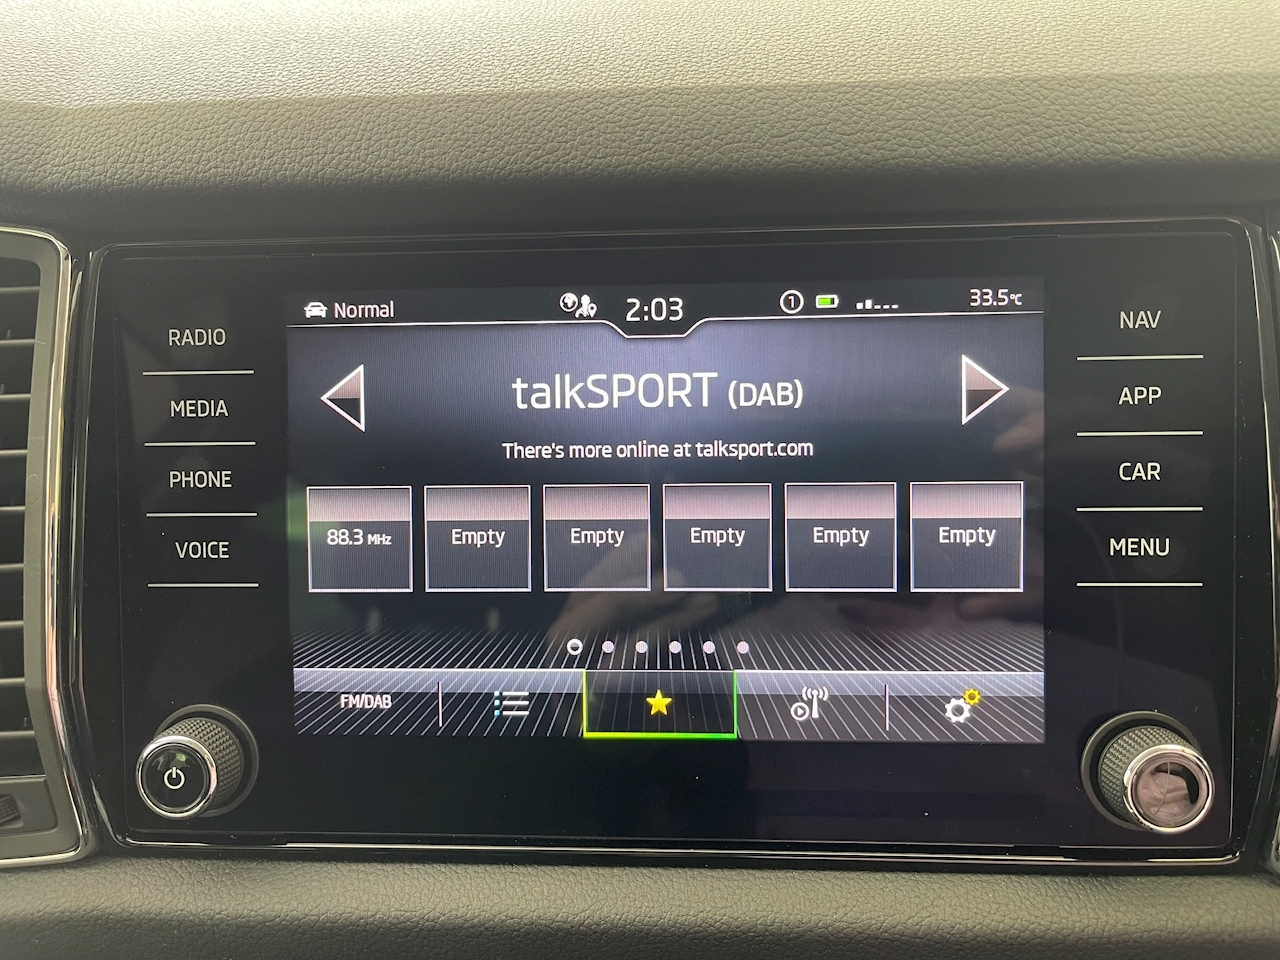 Normal
2:03
1
33.5°C
RADIO
MEDIA
PHONE
VOICE
talkSPORT (DAB)
There's more online at talksport.com
88.3 MHz
Empty
Empty
Empty
Empty
Empty
FM/DAB
NAV
APP
CAR
MENU